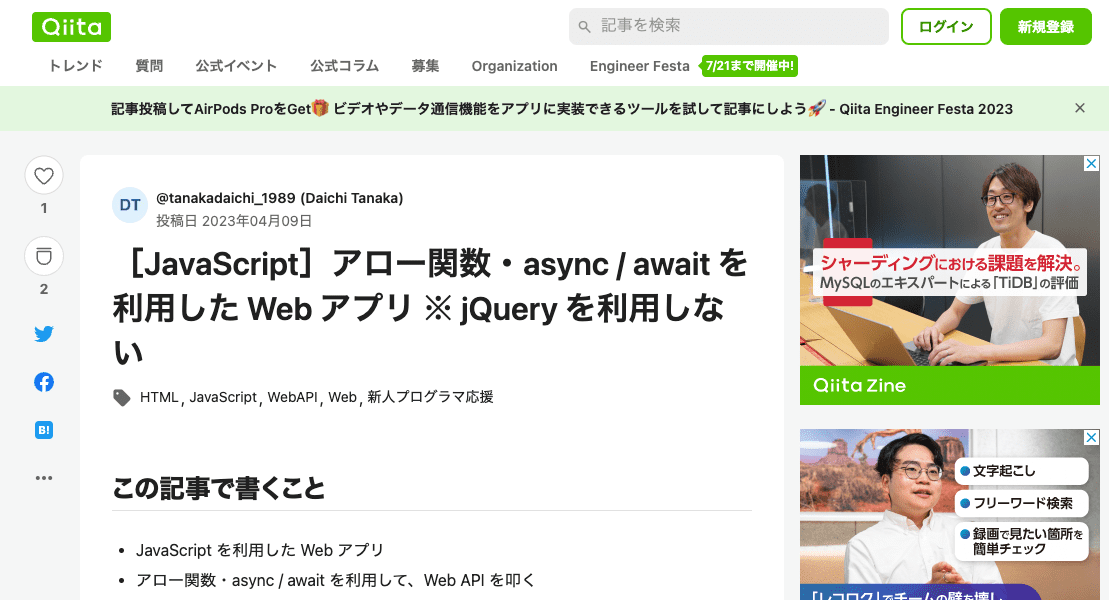 Qiita
記事を検索
ログイン
新規登録
トレンド 質問 公式イベント 公式コラム 募集 Organization Engineer Festa 7/21まで開催中!
記事投稿してAirPods ProをGet🎁 ビデオやデータ通信機能をアプリに実装できるツールを試して記事にしよう🚀 - Qiita Engineer Festa 2023
1
2
B!
DT
@tanakadaichi_1989 (Daichi Tanaka)
投稿日 2023年04月09日
［JavaScript］アロー関数・async / await を
利用した Web アプリ ※ jQuery を利用しな
い
HTML, JavaScript, WebAPI, Web, 新人プログラマ応援
この記事で書くこと
• JavaScript を利用した Web アプリ
• アロー関数・async / await を利用して、Web API を叩く
シャーディングにおける課題を解決。
MySQLのエキスパートによる「TiDB」の評価
Qiita Zine
文字起こし
フリーワード検索
録画で見たい箇所を
簡単チェック
「レコログ」でチームの壁を壊し、